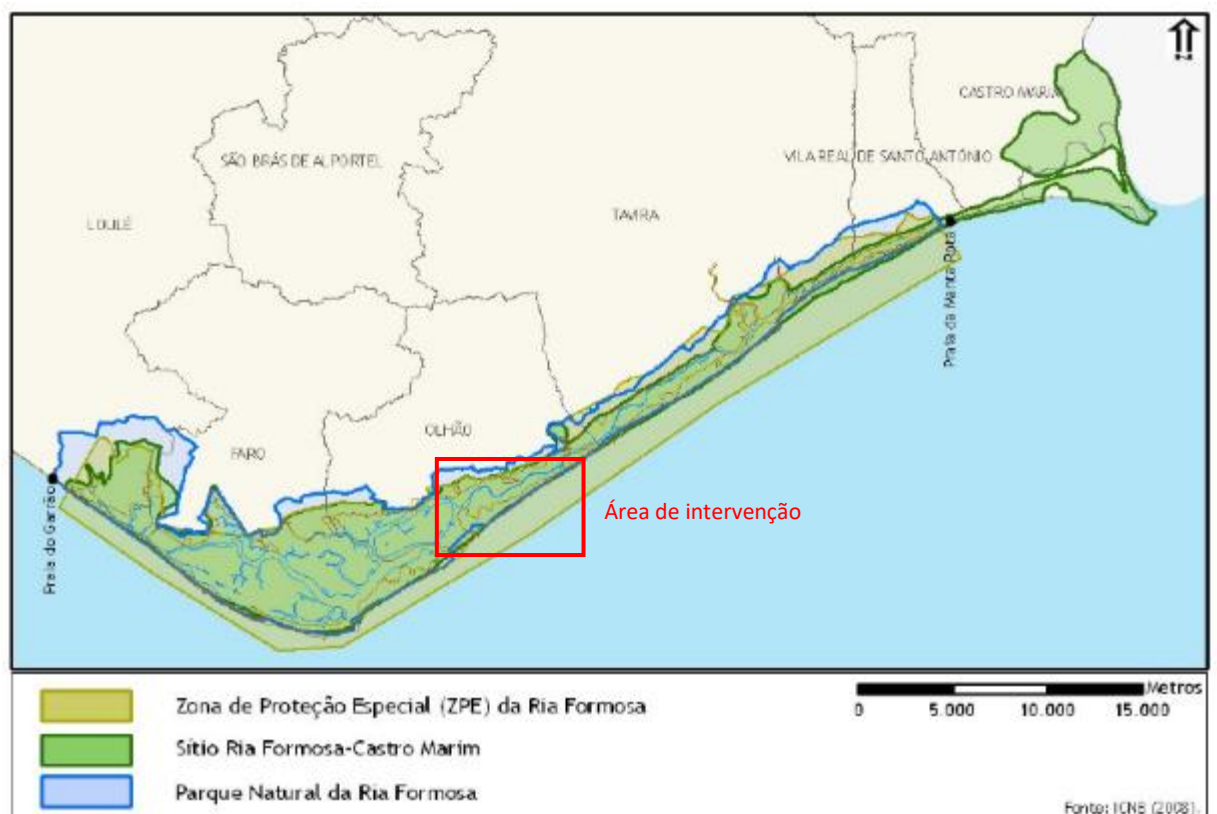 CASTRO MARIM
SÃO BRÁS DE ALPORTEL
VILA REAL DE SANTO ANTÓNIO
LOULÉ
TAVIRA
OLHÃO
FARO
Praia da Manta Rota
Praia do Garrão
Área de intervenção
Zona de Proteção Especial (ZPE) da Ria Formosa
Sítio Ria Formosa-Castro Marim
Parque Natural da Ria Formosa
Metros
0 5.000 10.000 15.000
Fonte: ICNB (2008).